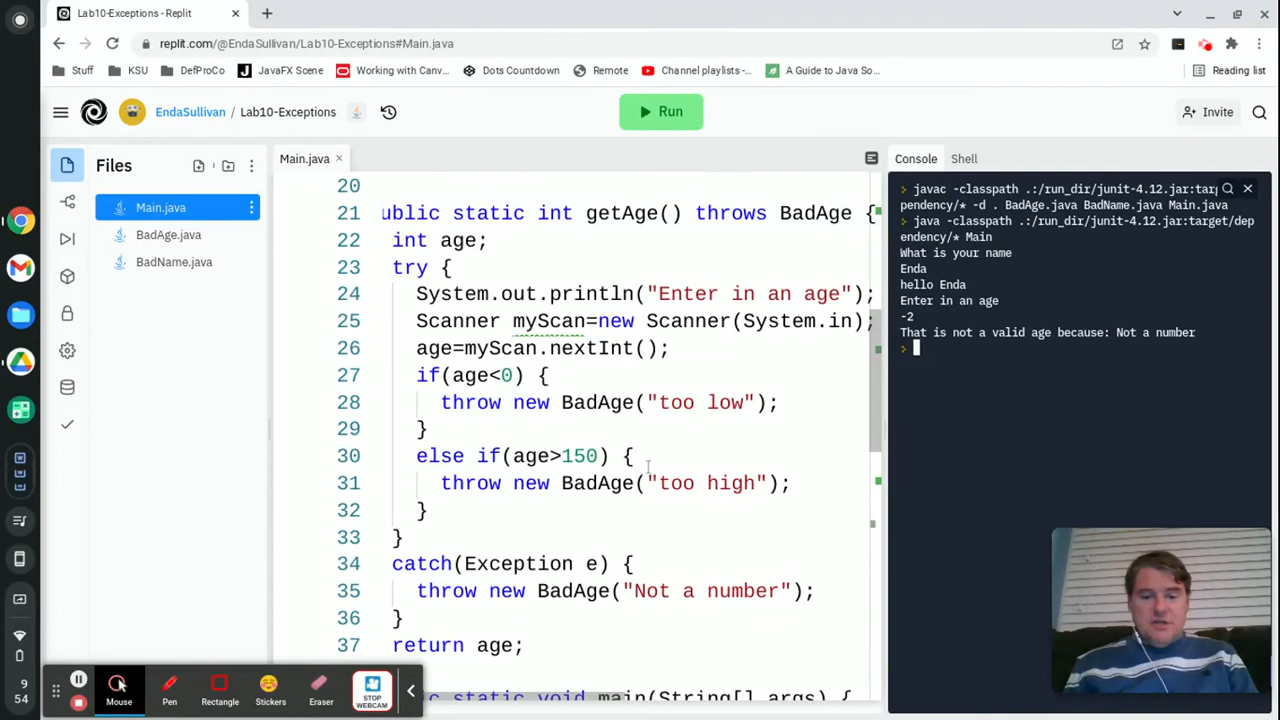 Lab10-Exceptions - Replit
replit.com/@EndaSullivan/Lab10-Exceptions#Main.java
Stuff
KSU
DefProCo
JavaFX Scene
Working with Canv...
Dots Countdown
Remote
Channel playlists -...
A Guide to Java So...
Reading list
EndaSullivan / Lab10-Exceptions
Run
Invite
Files
Main.java
BadAge.java
BadName.java
Main.java
20
21 ublic static int getAge() throws BadAge {
22 int age;
23 try {
24 System.out.println("Enter in an age");
25 Scanner myScan=new Scanner(System.in);
26 age=myScan.nextInt();
27 if(age<0) {
28 throw new BadAge("too low");
29 }
30 else if(age>150) {
31 throw new BadAge("too high");
32 }
33 }
34 catch(Exception e) {
35 throw new BadAge("Not a number");
36 }
37 return age;
static void main(String[] args) {
Console
Shell
> javac -classpath .:/run_dir/junit-4.12.jar:targ
pendency/* -d . BadAge.java BadName.java Main.java
> java -classpath .:/run_dir/junit-4.12.jar:target/dep
endency/* Main
What is your name
Enda
hello Enda
Enter in an age
-2
That is not a valid age because: Not a number
>
9
54
Mouse
Pen
Rectangle
Stickers
Eraser
STOP
WEBCAM